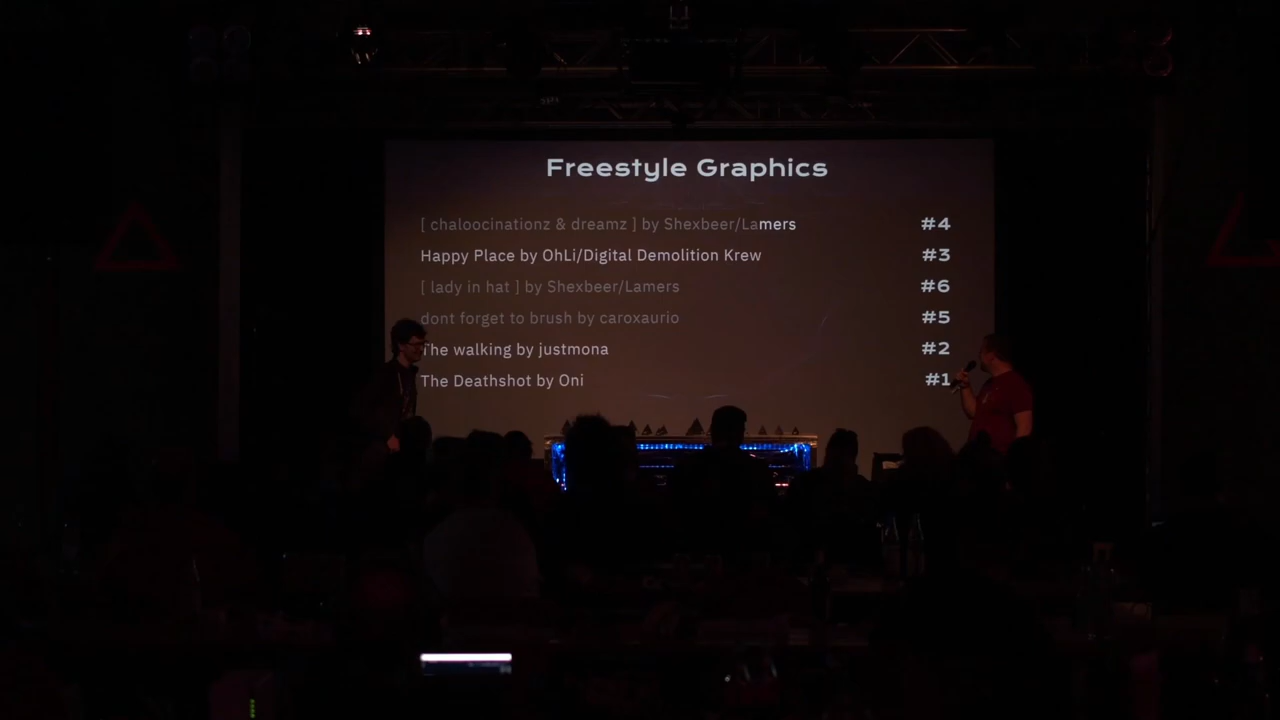 Freestyle Graphics
[ chaloocinationz & dreamz ] by Shexbeer/Lamers #4
Happy Place by OhLi/Digital Demolition Krew #3
[ lady in hat ] by Shexbeer/Lamers #6
dont forget to brush by caroxaurio #5
The walking by justmona #2
The Deathshot by Oni #1